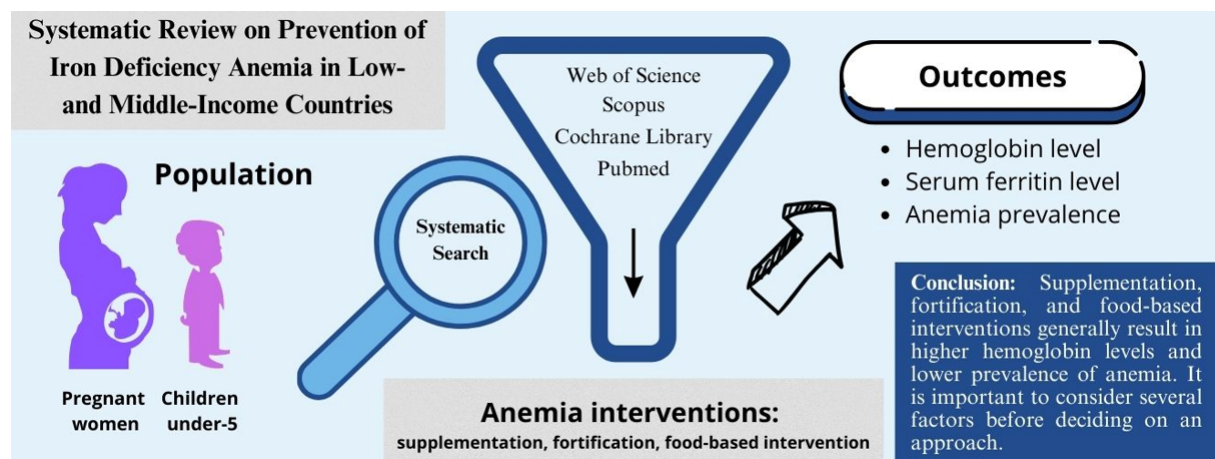 Systematic Review on Prevention of
Iron Deficiency Anemia in Low-
and Middle-Income Countries
Population
Pregnant
women
Children
under-5
Systematic
Search
Web of Science
Scopus
Cochrane Library
Pubmed
Anemia interventions:
supplementation, fortification, food-based intervention
Outcomes
• Hemoglobin level
• Serum ferritin level
• Anemia prevalence
Conclusion: Supplementation,
fortification, and food-based
interventions generally result in
higher hemoglobin levels and
lower prevalence of anemia. It
is important to consider several
factors before deciding on an
approach.